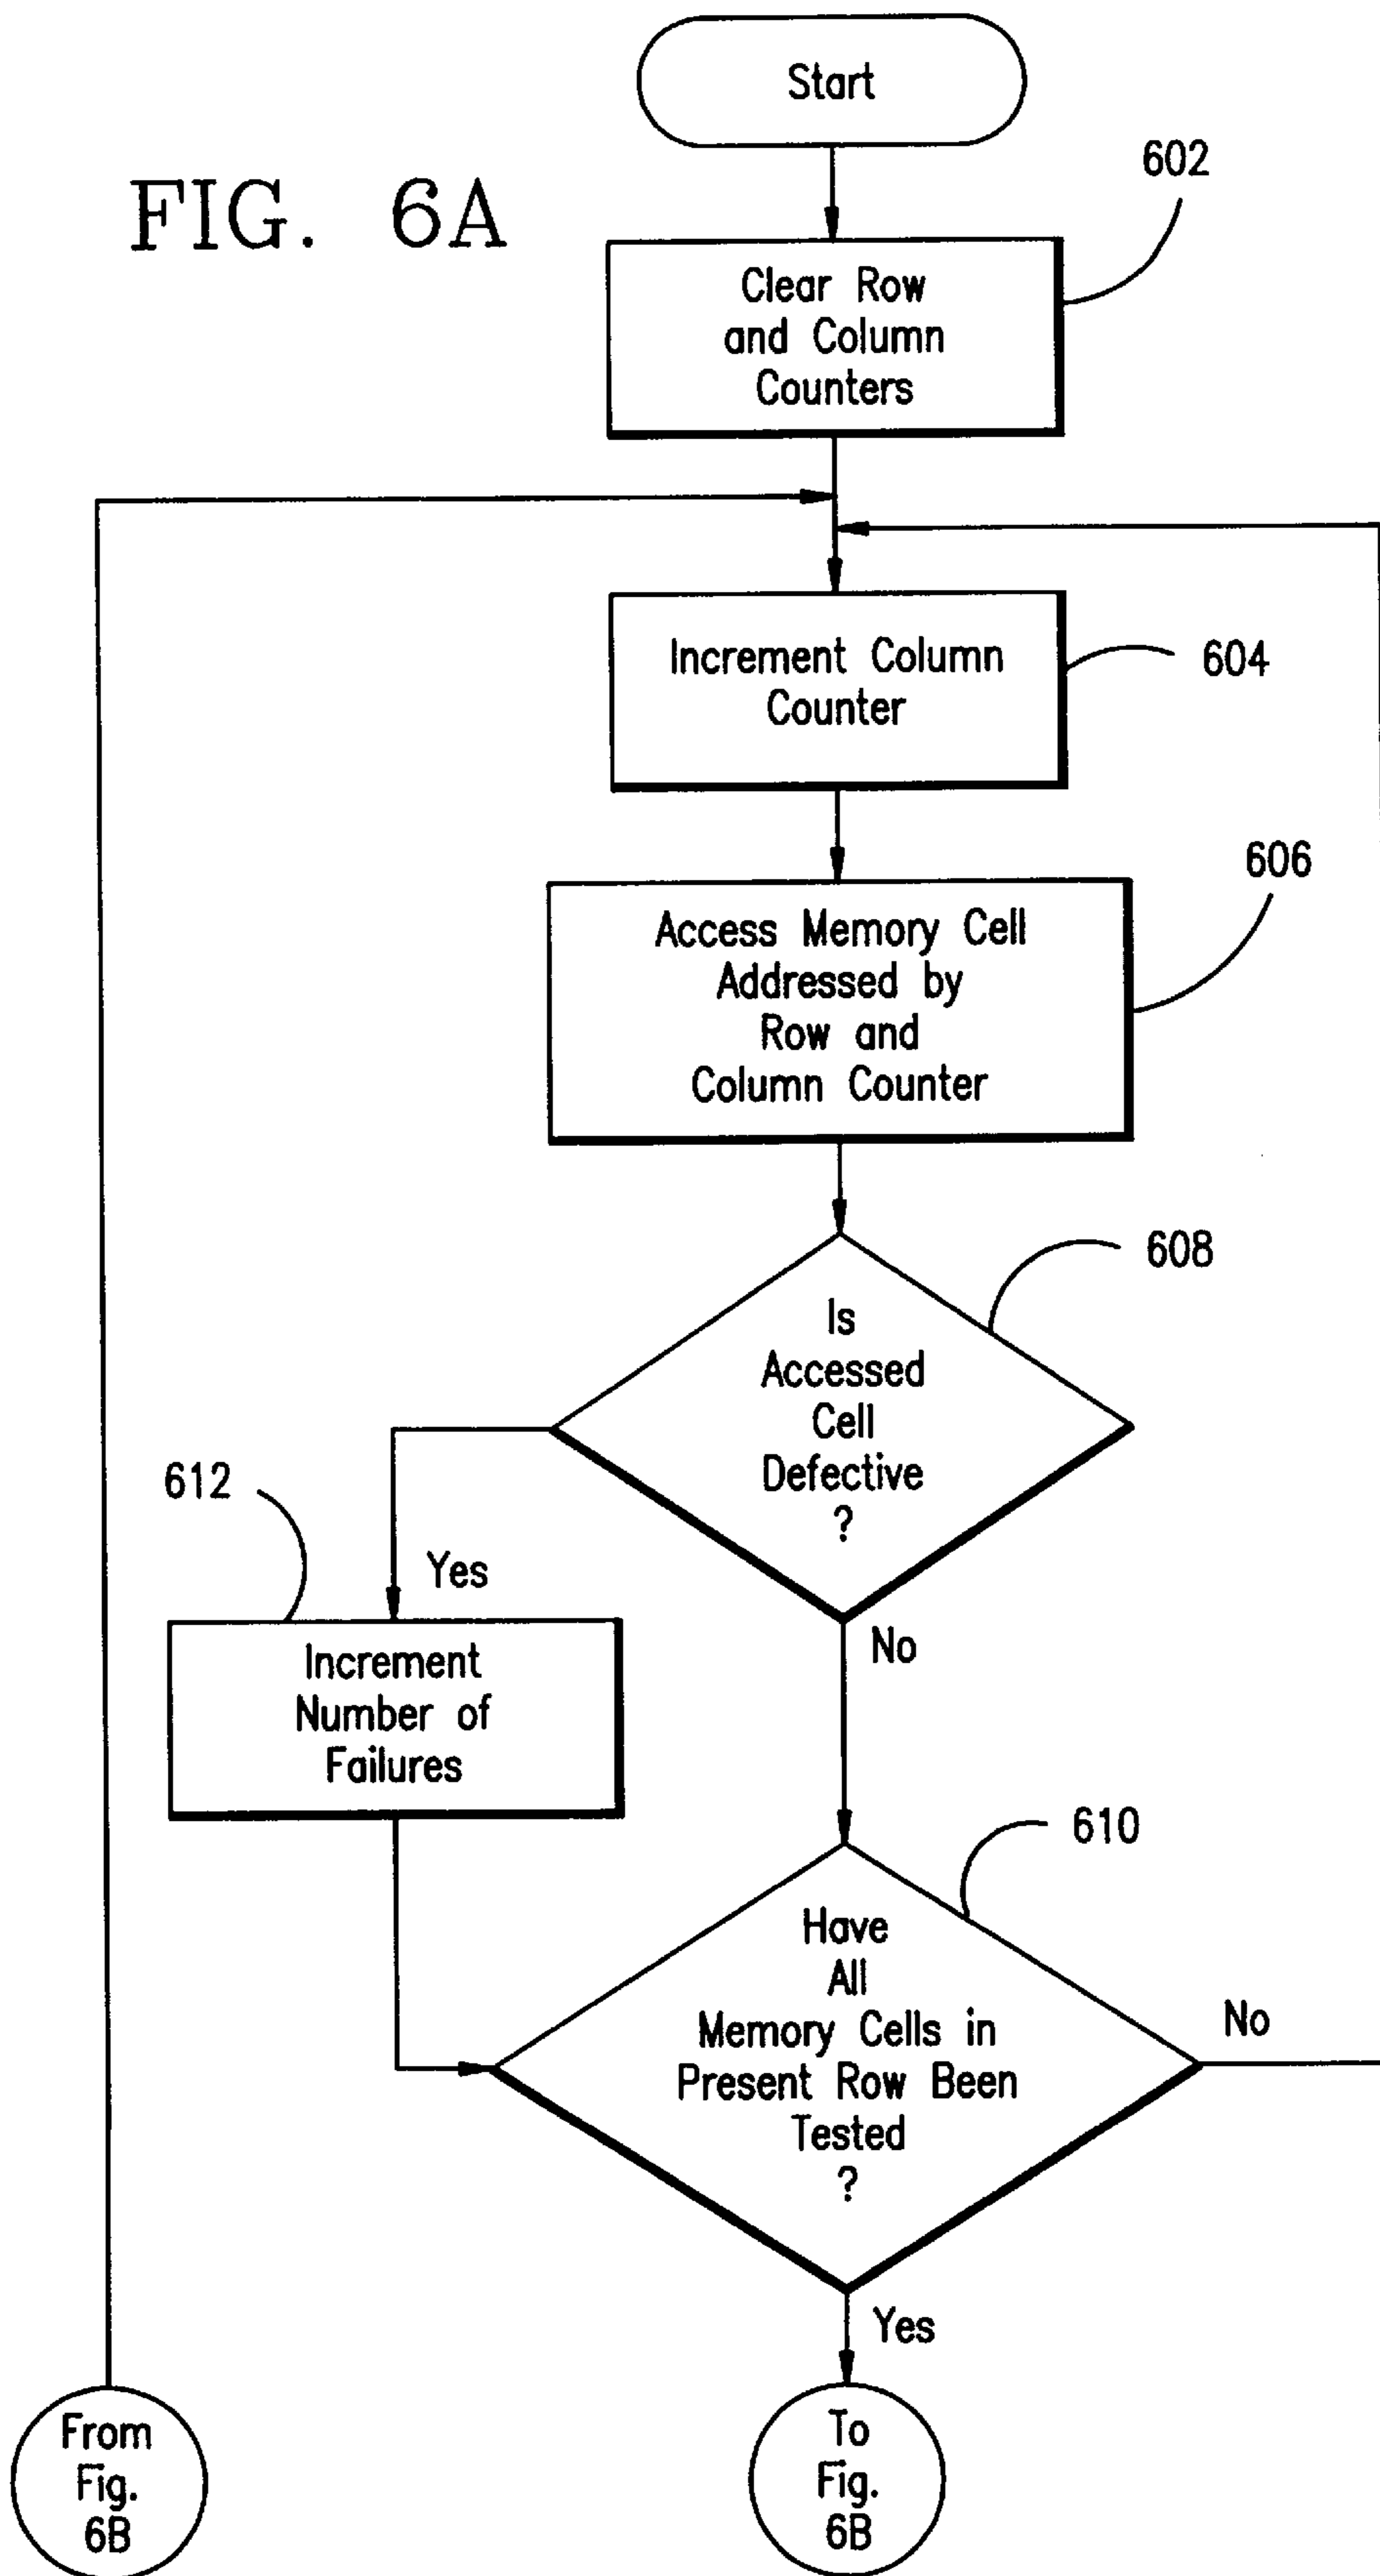 Start
FIG. 6A
602
Clear Row
and Column
Counters
Increment Column
Counter
604
606
Access Memory Cell
Addressed by
Row and
Column Counter
608
Is
Accessed
Cell
Defective
?
612
Yes
No
Increment
Number of
Failures
610
Have
All
Memory Cells in
Present Row Been
Tested
?
No
Yes
From
Fig.
6B
To
Fig.
6B